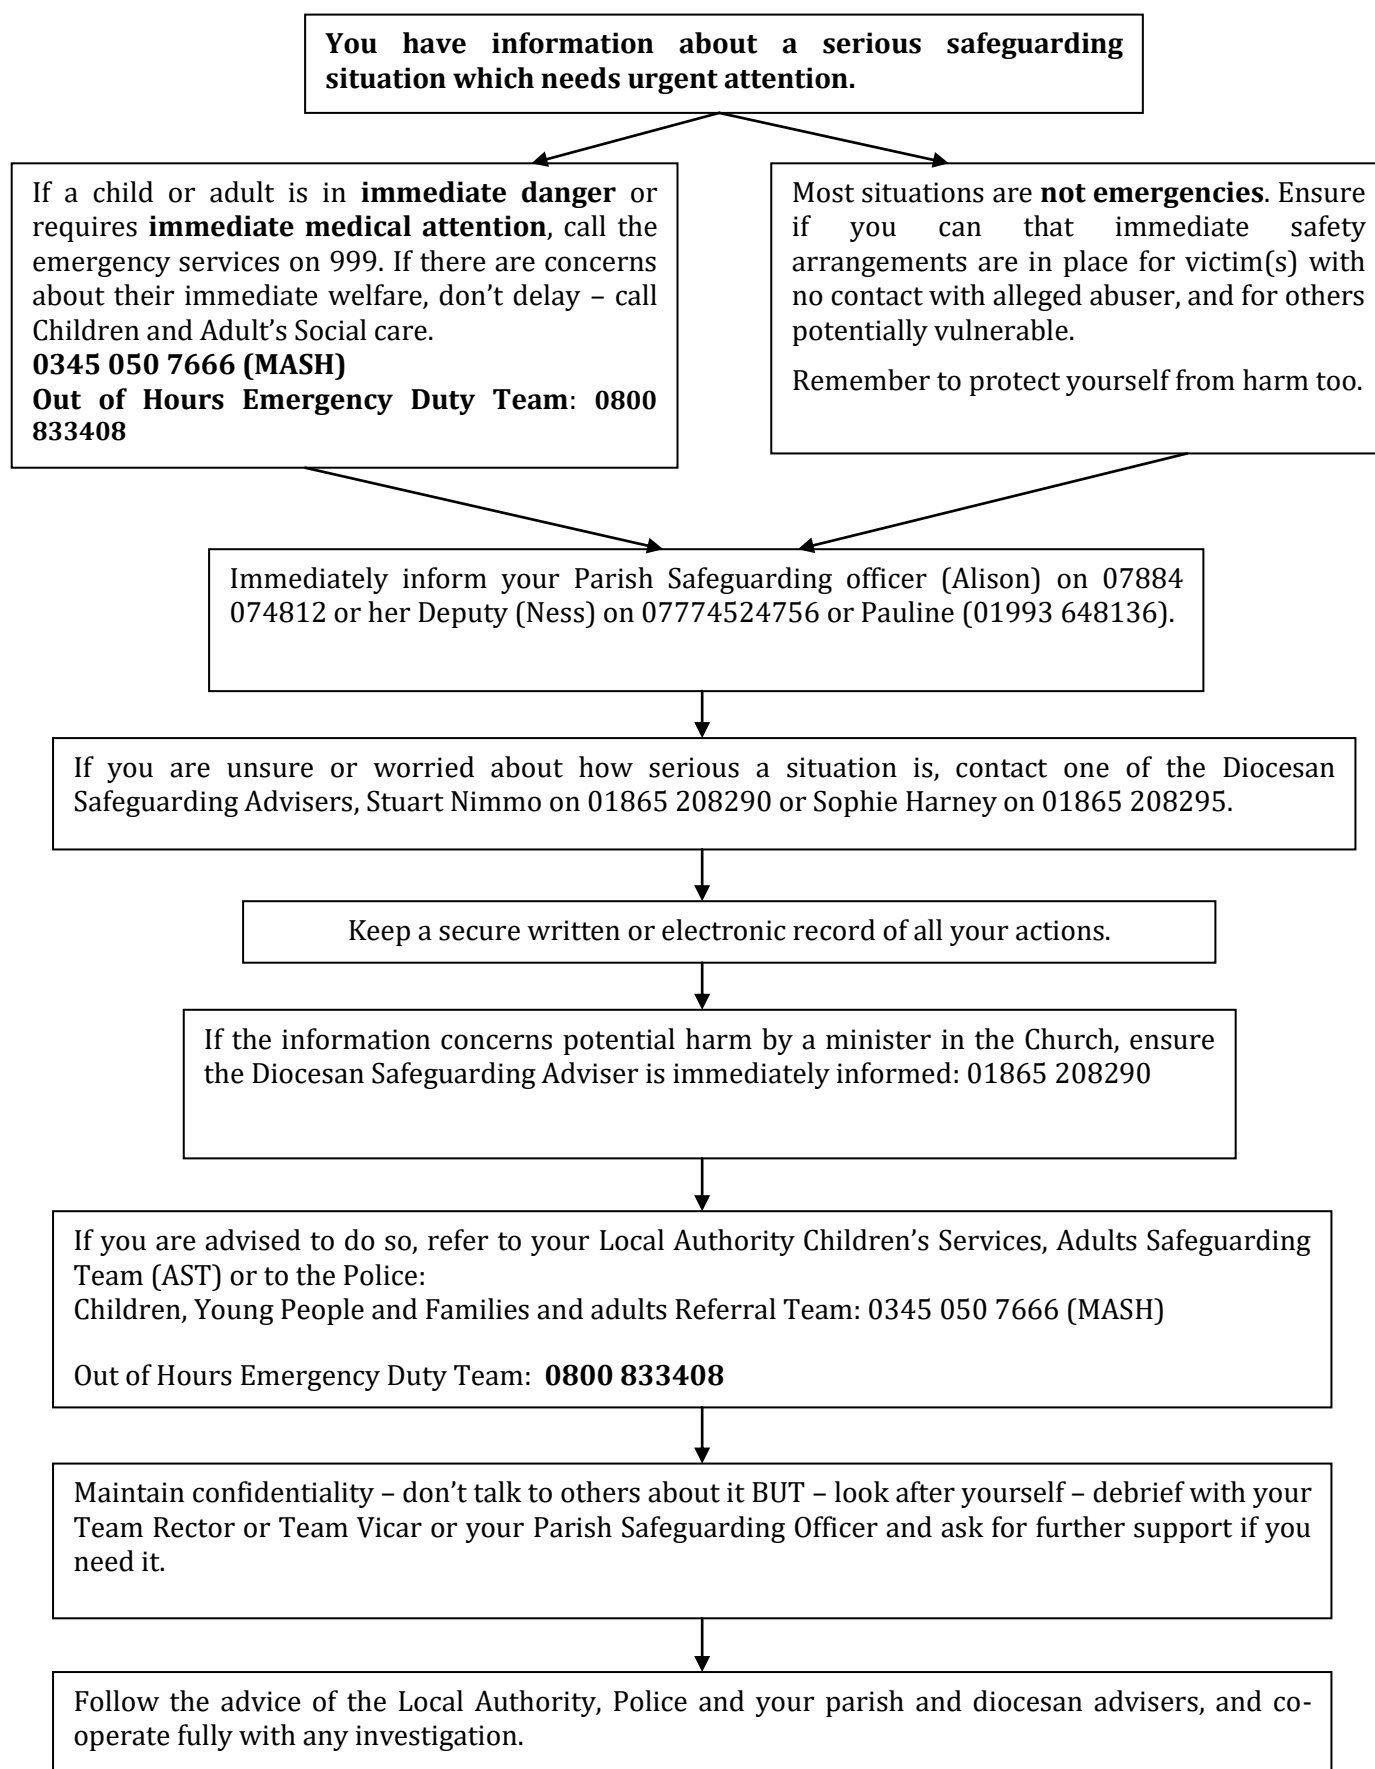 You have information about a serious safeguarding
situation which needs urgent attention.
If a child or adult is in immediate danger or
requires immediate medical attention, call the
emergency services on 999. If there are concerns
about their immediate welfare, don’t delay – call
Children and Adult’s Social care.
0345 050 7666 (MASH)
Out of Hours Emergency Duty Team: 0800
833408
Most situations are not emergencies. Ensure
if you can that immediate safety
arrangements are in place for victim(s) with
no contact with alleged abuser, and for others
potentially vulnerable.
Remember to protect yourself from harm too.
Immediately inform your Parish Safeguarding officer (Alison) on 07884
074812 or her Deputy (Ness) on 07774524756 or Pauline (01993 648136).
If you are unsure or worried about how serious a situation is, contact one of the Diocesan
Safeguarding Advisers, Stuart Nimmo on 01865 208290 or Sophie Harney on 01865 208295.
Keep a secure written or electronic record of all your actions.
If the information concerns potential harm by a minister in the Church, ensure
the Diocesan Safeguarding Adviser is immediately informed: 01865 208290
If you are advised to do so, refer to your Local Authority Children’s Services, Adults Safeguarding
Team (AST) or to the Police:
Children, Young People and Families and adults Referral Team: 0345 050 7666 (MASH)
Out of Hours Emergency Duty Team: 0800 833408
Maintain confidentiality – don’t talk to others about it BUT – look after yourself – debrief with your
Team Rector or Team Vicar or your Parish Safeguarding Officer and ask for further support if you
need it.
Follow the advice of the Local Authority, Police and your parish and diocesan advisers, and co-
operate fully with any investigation.